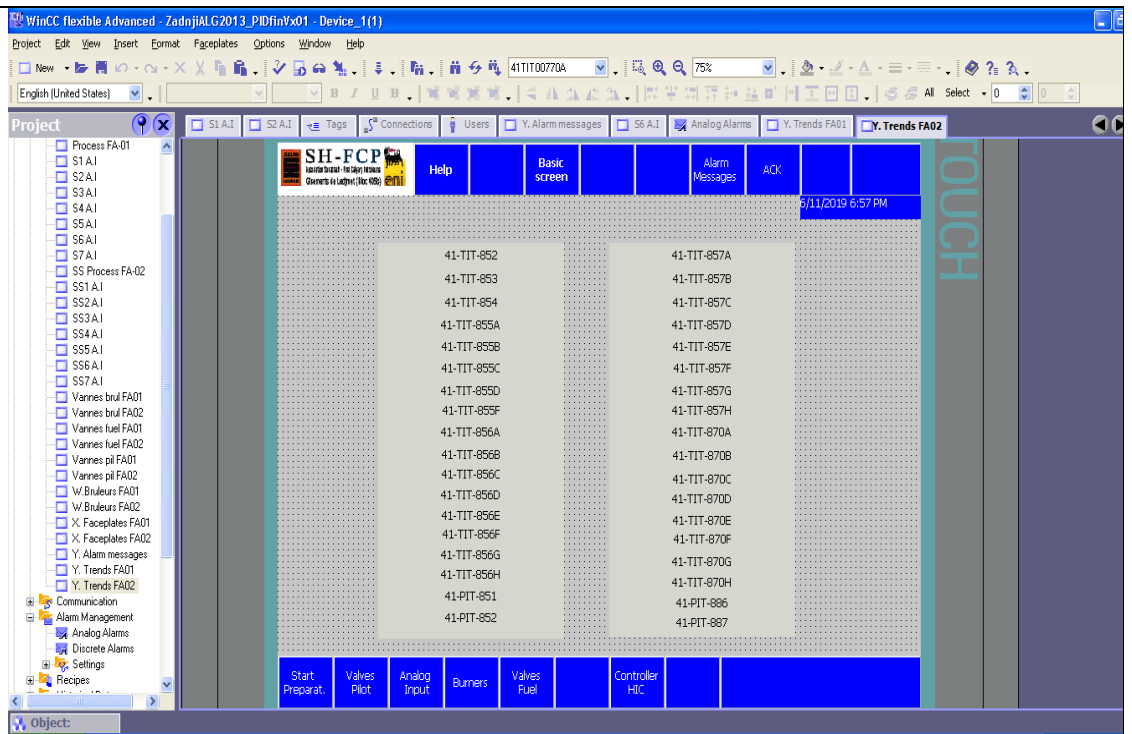 WinCC flexible Advanced - ZadnjiALG2013_PIDfinVx01 - Device_1(1)
Project Edit View Insert Format Faceplates Options Window Help
New 41TIT00770A 75%
English (United States) B I U All Select 0 0
Project
S1 A.I S2 A.I Tags Connections Users Y. Alarm messages S6 A.I Analog Alarms Y. Trends FA01 Y. Trends FA02
Process FA-01
S1 A.I
S2 A.I
S3 A.I
S4 A.I
S5 A.I
S6 A.I
S7 A.I
SS Process FA-02
SS1 A.I
SS2 A.I
SS3 A.I
SS4 A.I
SS5 A.I
SS6 A.I
SS7 A.I
Vannes brul FA01
Vannes brul FA02
Vannes fuel FA01
Vannes fuel FA02
Vannes pil FA01
Vannes pil FA02
W.Bruleurs FA01
W.Bruleurs FA02
X. Faceplates FA01
X. Faceplates FA02
Y. Alarm messages
Y. Trends FA01
Y. Trends FA02
Communication
Alarm Management
Analog Alarms
Discrete Alarms
Settings
Recipes
SH-FCP
eni
Help
Basic
screen
Alarm
Messages
ACK
6/11/2019 6:57 PM
TOUCH
41-TIT-852
41-TIT-853
41-TIT-854
41-TIT-855A
41-TIT-855B
41-TIT-855C
41-TIT-855D
41-TIT-855F
41-TIT-856A
41-TIT-856B
41-TIT-856C
41-TIT-856D
41-TIT-856E
41-TIT-856F
41-TIT-856G
41-TIT-856H
41-PIT-851
41-PIT-852
41-TIT-857A
41-TIT-857B
41-TIT-857C
41-TIT-857D
41-TIT-857E
41-TIT-857F
41-TIT-857G
41-TIT-857H
41-TIT-870A
41-TIT-870B
41-TIT-870C
41-TIT-870D
41-TIT-870E
41-TIT-870F
41-TIT-870G
41-TIT-870H
41-PIT-886
41-PIT-887
Start
Preparat.
Valves
Pilot
Analog
Input
Burners
Valves
Fuel
Controller
HIC
Object: